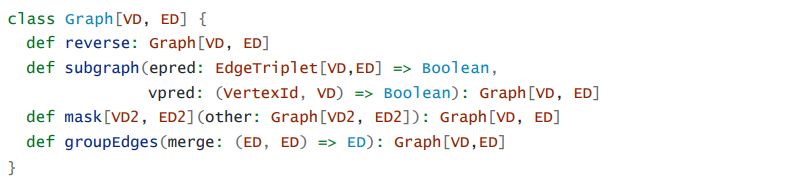 class Graph[VD, ED] {
  def reverse: Graph[VD, ED]
  def subgraph(epred: EdgeTriplet[VD,ED] => Boolean,
               vpred: (VertexId, VD) => Boolean): Graph[VD, ED]
  def mask[VD2, ED2](other: Graph[VD2, ED2]): Graph[VD, ED]
  def groupEdges(merge: (ED, ED) => ED): Graph[VD,ED]
}